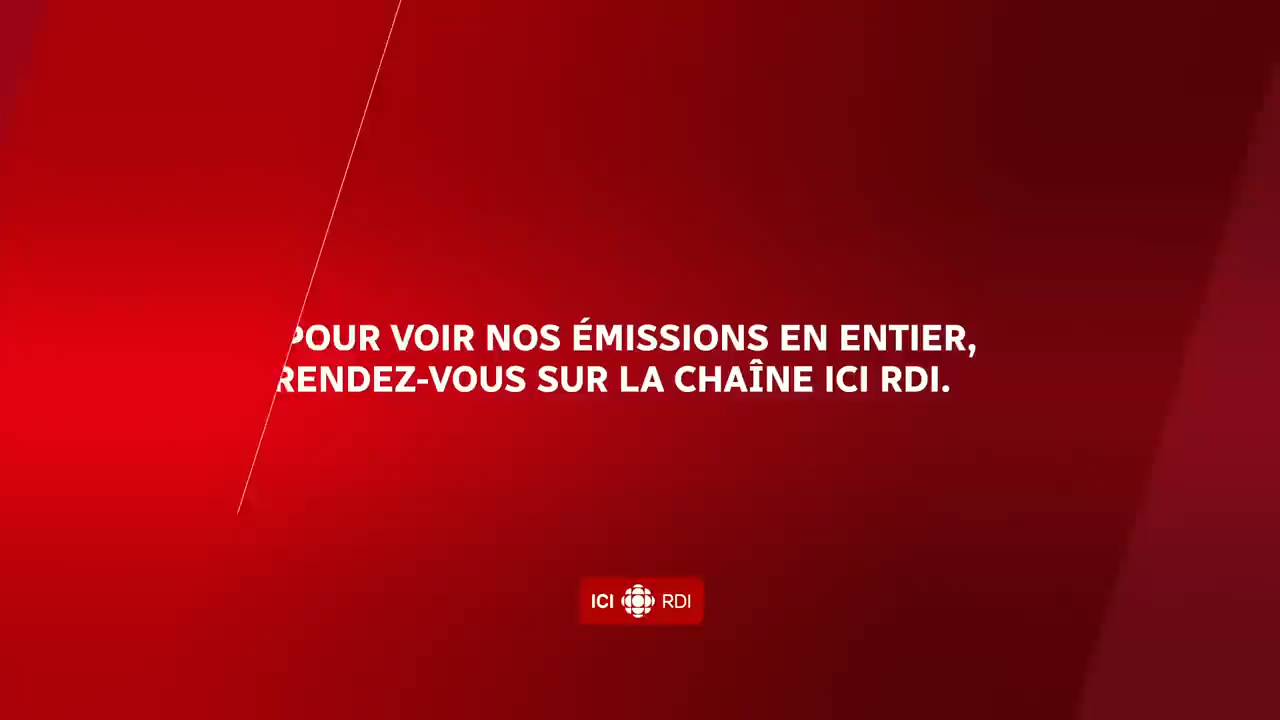 POUR VOIR NOS ÉMISSIONS EN ENTIER,
RENDEZ-VOUS SUR LA CHAÎNE ICI RDI.
ICI RDI